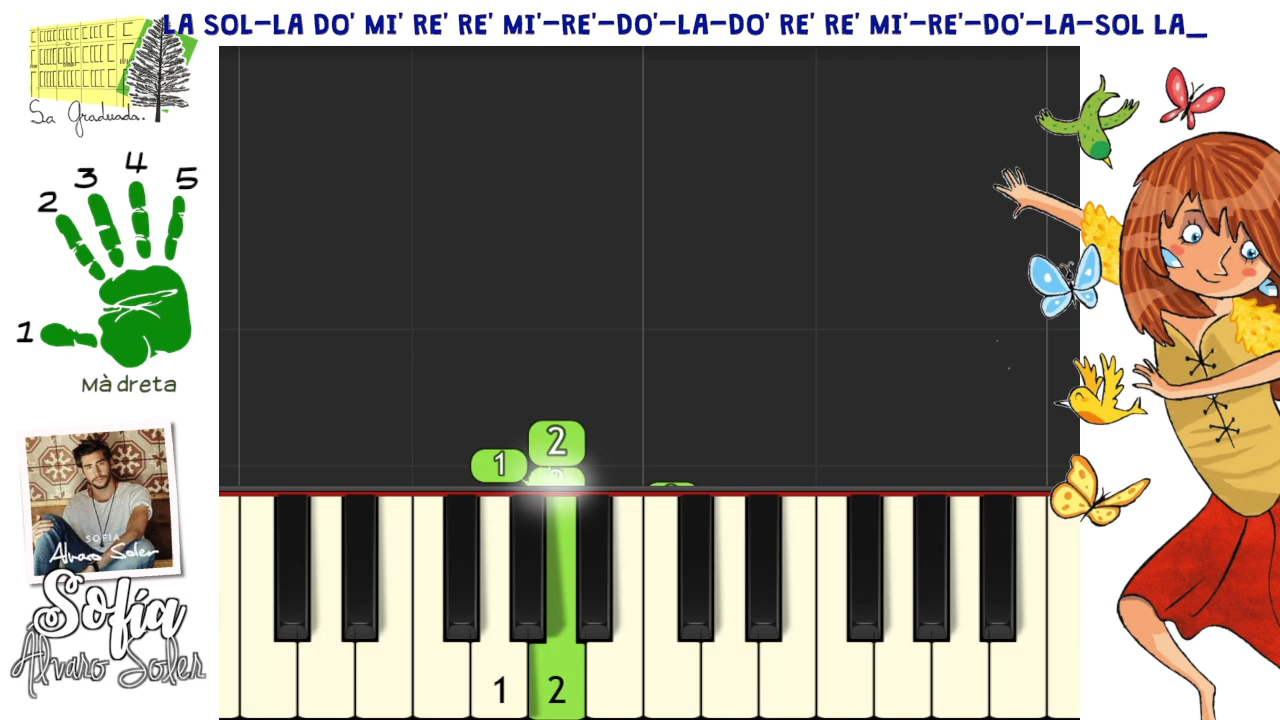 LA SOL-LA DO' MI' RE' RE' MI'-RE'-DO'-LA-DO' RE' RE' MI'-RE'-DO'-LA-SOL LA_
Sa Graduada.
1 2 3 4 5
Mà dreta
SOFIA
Alvaro Soler
Sofía
Álvaro Soler
2
1
1 2